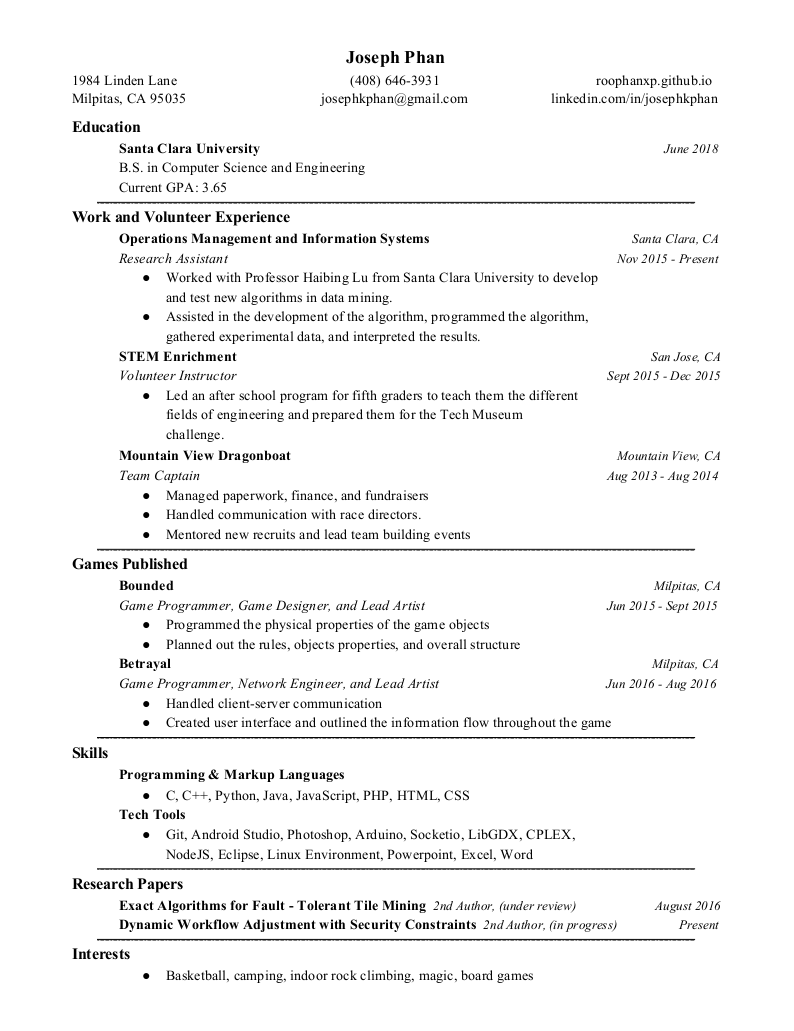 Joseph Phan
1984 Linden Lane (408) 646-3931 roophanxp.github.io
Milpitas, CA 95035 josephkphan@gmail.com linkedin.com/in/josephkphan
Education
Santa Clara University June 2018
B.S. in Computer Science and Engineering
Current GPA: 3.65
Work and Volunteer Experience
Operations Management and Information Systems Santa Clara, CA
Research Assistant Nov 2015 - Present
● Worked with Professor Haibing Lu from Santa Clara University to develop
and test new algorithms in data mining.
● Assisted in the development of the algorithm, programmed the algorithm,
gathered experimental data, and interpreted the results.
STEM Enrichment San Jose, CA
Volunteer Instructor Sept 2015 - Dec 2015
● Led an after school program for fifth graders to teach them the different
fields of engineering and prepared them for the Tech Museum
challenge.
Mountain View Dragonboat Mountain View, CA
Team Captain Aug 2013 - Aug 2014
● Managed paperwork, finance, and fundraisers
● Handled communication with race directors.
● Mentored new recruits and lead team building events
Games Published
Bounded Milpitas, CA
Game Programmer, Game Designer, and Lead Artist Jun 2015 - Sept 2015
● Programmed the physical properties of the game objects
● Planned out the rules, objects properties, and overall structure
Betrayal Milpitas, CA
Game Programmer, Network Engineer, and Lead Artist Jun 2016 - Aug 2016
● Handled client-server communication
● Created user interface and outlined the information flow throughout the game
Skills
Programming & Markup Languages
● C, C++, Python, Java, JavaScript, PHP, HTML, CSS
Tech Tools
● Git, Android Studio, Photoshop, Arduino, Socketio, LibGDX, CPLEX,
NodeJS, Eclipse, Linux Environment, Powerpoint, Excel, Word
Research Papers
Exact Algorithms for Fault - Tolerant Tile Mining 2nd Author, (under review) August 2016
Dynamic Workflow Adjustment with Security Constraints 2nd Author, (in progress) Present
Interests
● Basketball, camping, indoor rock climbing, magic, board games